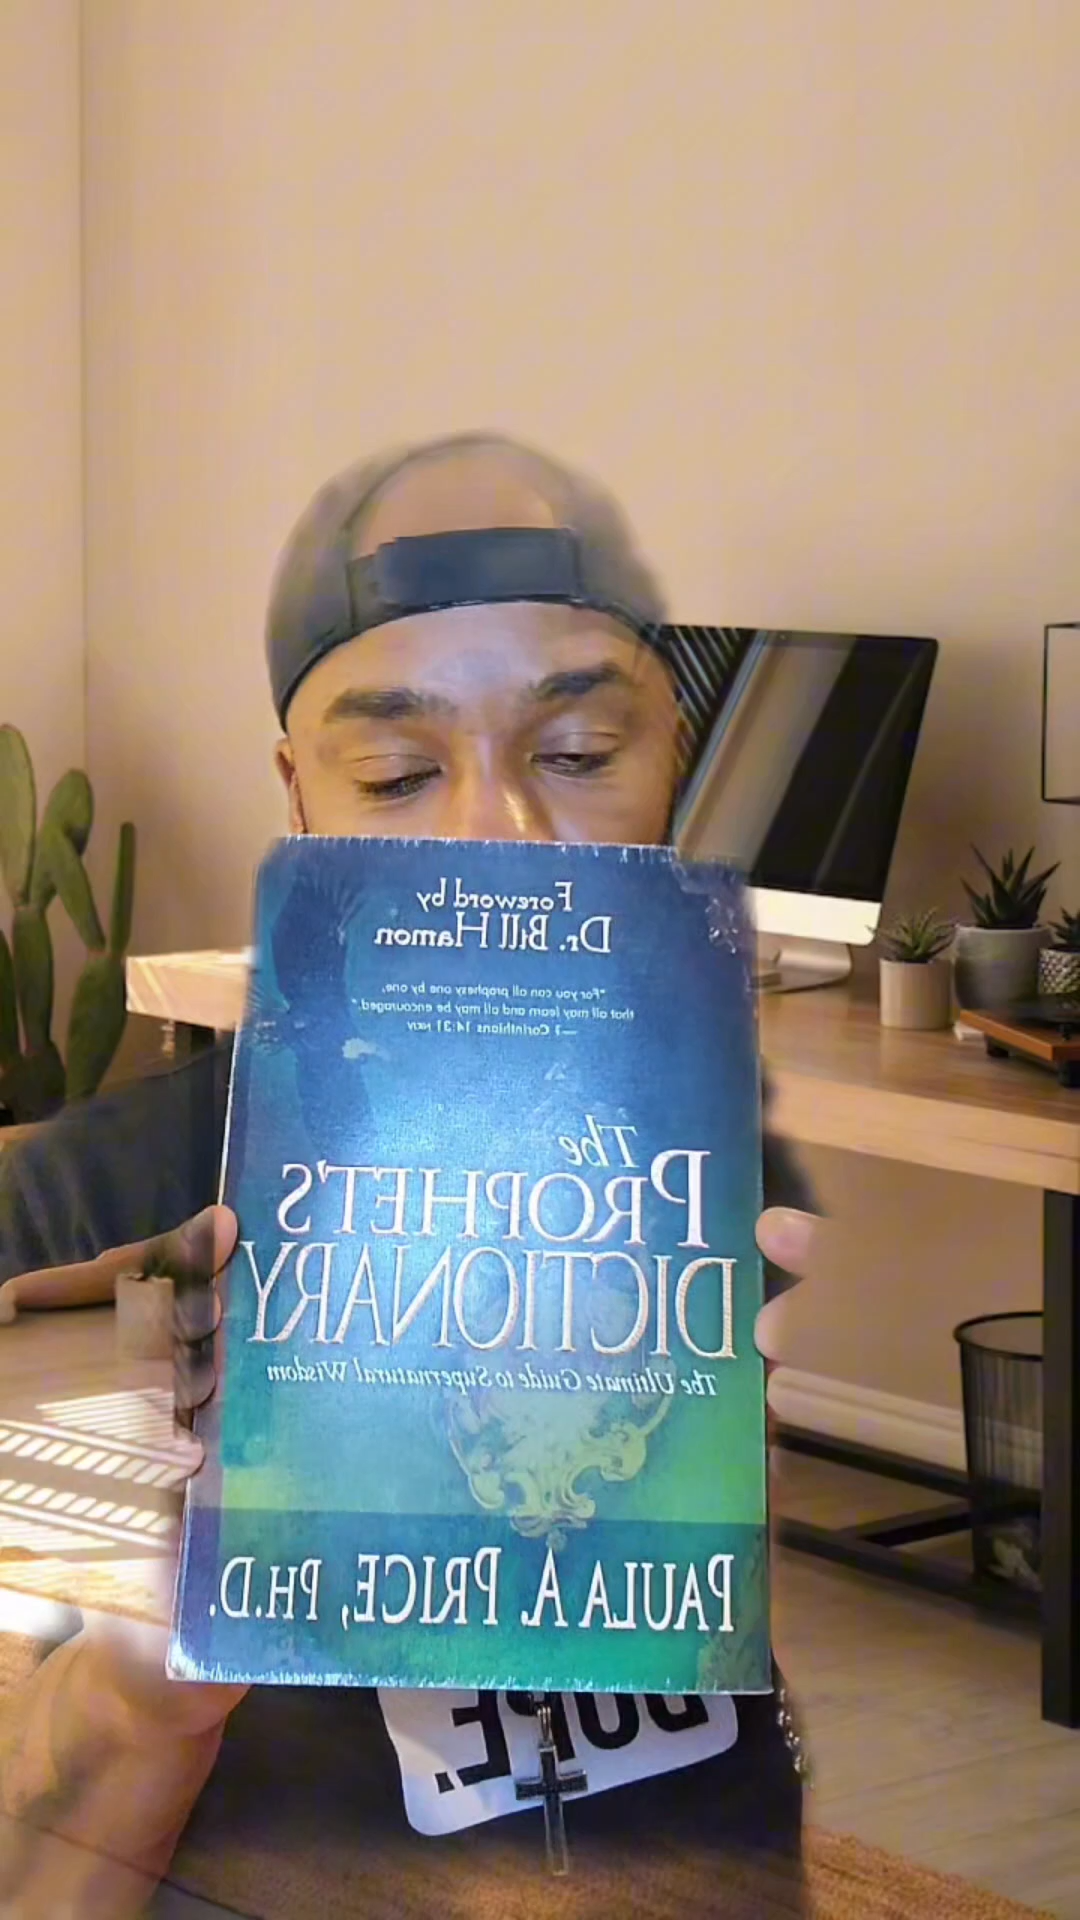 Foreword by
Dr. Bill Hamon
"For you can all prophesy one by one,
that all may learn and all may be encouraged."
—1 Corinthians 14:31 NKJV
The
PROPHET'S
DICTIONARY
The Ultimate Guide to Supernatural Wisdom
PAULA A. PRICE, PH.D.
DOPE.